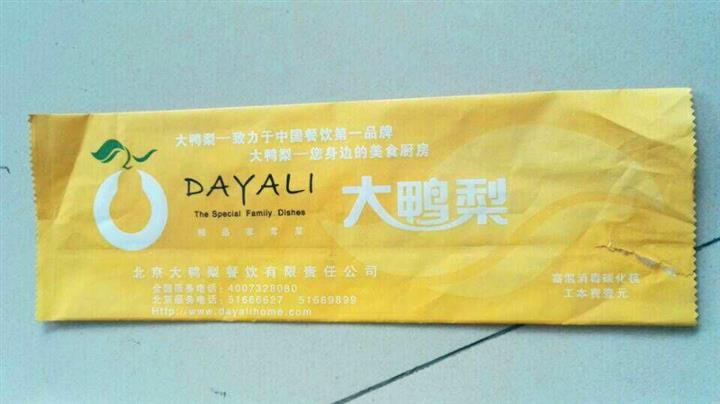 大鸭梨—致力于中国餐饮第一品牌
大鸭梨—您身边的美食厨房
DAYALI
大鸭梨
The Special Family Dishes
精品家常菜
北京大鸭梨餐饮有限责任公司
全国服务电话：4007328080
北京服务电话：51666627 51669899
Http://www.dayalihome.com
高温消毒碳化筷
工本费壹元